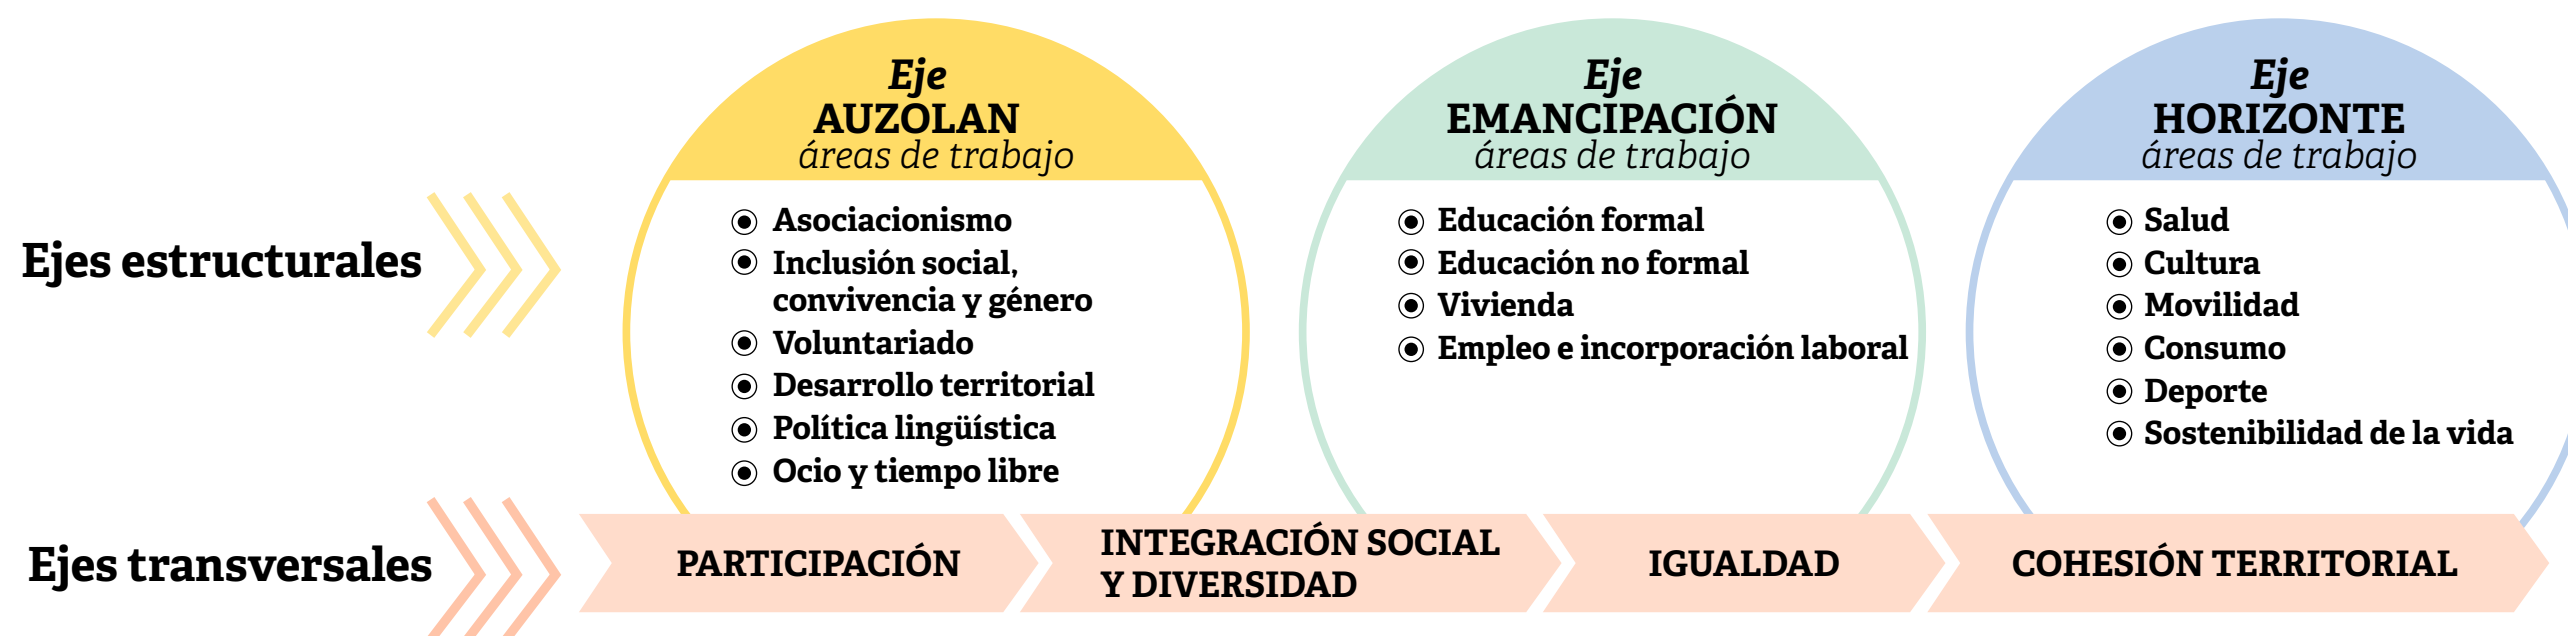 Ejes estructurales
Eje
AUZOLAN
áreas de trabajo
Asociacionismo
Inclusión social,
convivencia y género
Voluntariado
Desarrollo territorial
Política lingüística
Ocio y tiempo libre
Eje
EMANCIPACIÓN
áreas de trabajo
Educación formal
Educación no formal
Vivienda
Empleo e incorporación laboral
Eje
HORIZONTE
áreas de trabajo
Salud
Cultura
Movilidad
Consumo
Deporte
Sostenibilidad de la vida
Ejes transversales
PARTICIPACIÓN
INTEGRACIÓN SOCIAL
Y DIVERSIDAD
IGUALDAD
COHESIÓN TERRITORIAL